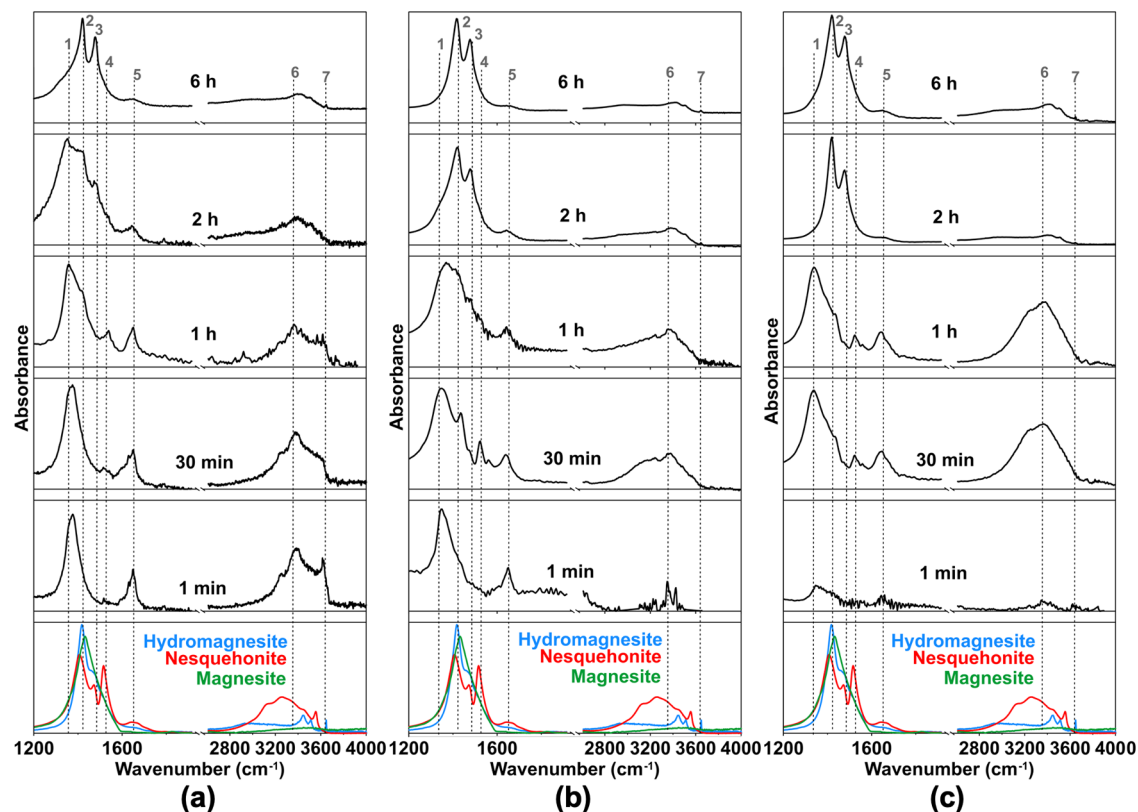 1 2 3 4 5 6 7
6 h
2 h
1 h
30 min
1 min
Hydromagnesite
Nesquehonite
Magnesite
Absorbance
1200 1600 2800 3200 3600 4000
Wavenumber (cm⁻¹)
(a)
1 2 3 4 5 6 7
6 h
2 h
1 h
30 min
1 min
Hydromagnesite
Nesquehonite
Magnesite
Absorbance
1200 1600 2800 3200 3600 4000
Wavenumber (cm⁻¹)
(b)
1 2 3 4 5 6 7
6 h
2 h
1 h
30 min
1 min
Hydromagnesite
Nesquehonite
Magnesite
1200 1600 2800 3200 3600 4000
Wavenumber (cm⁻¹)
(c)